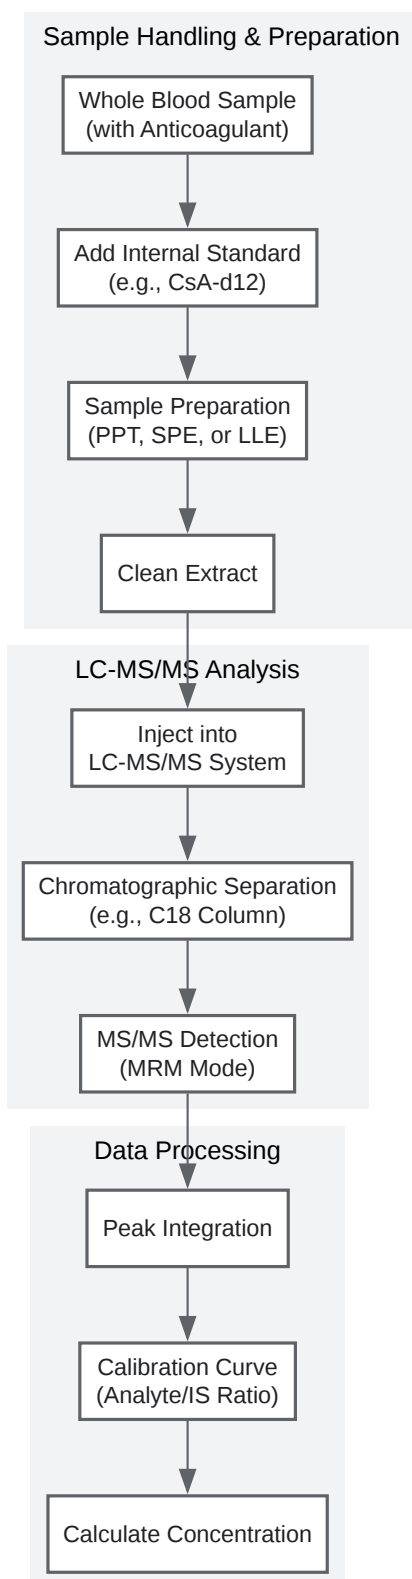 Sample Handling & Preparation
Whole Blood Sample
(with Anticoagulant)
Add Internal Standard
(e.g., CsA-d12)
Sample Preparation
(PPT, SPE, or LLE)
Clean Extract
LC-MS/MS Analysis
Inject into
LC-MS/MS System
Chromatographic Separation
(e.g., C18 Column)
MS/MS Detection
(MRM Mode)
Data Processing
Peak Integration
Calibration Curve
(Analyte/IS Ratio)
Calculate Concentration